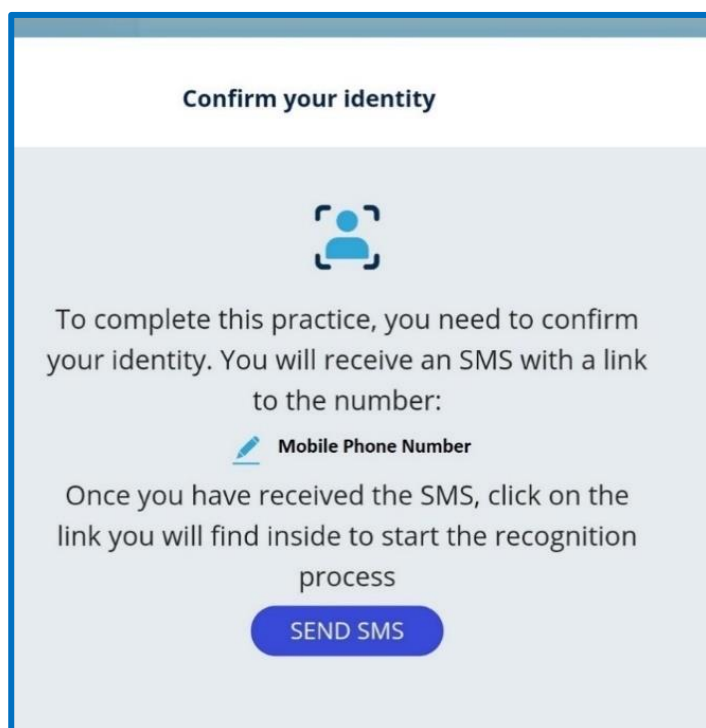 Confirm your identity
To complete this practice, you need to confirm
your identity. You will receive an SMS with a link
to the number:
Mobile Phone Number
Once you have received the SMS, click on the
link you will find inside to start the recognition
process
SEND SMS